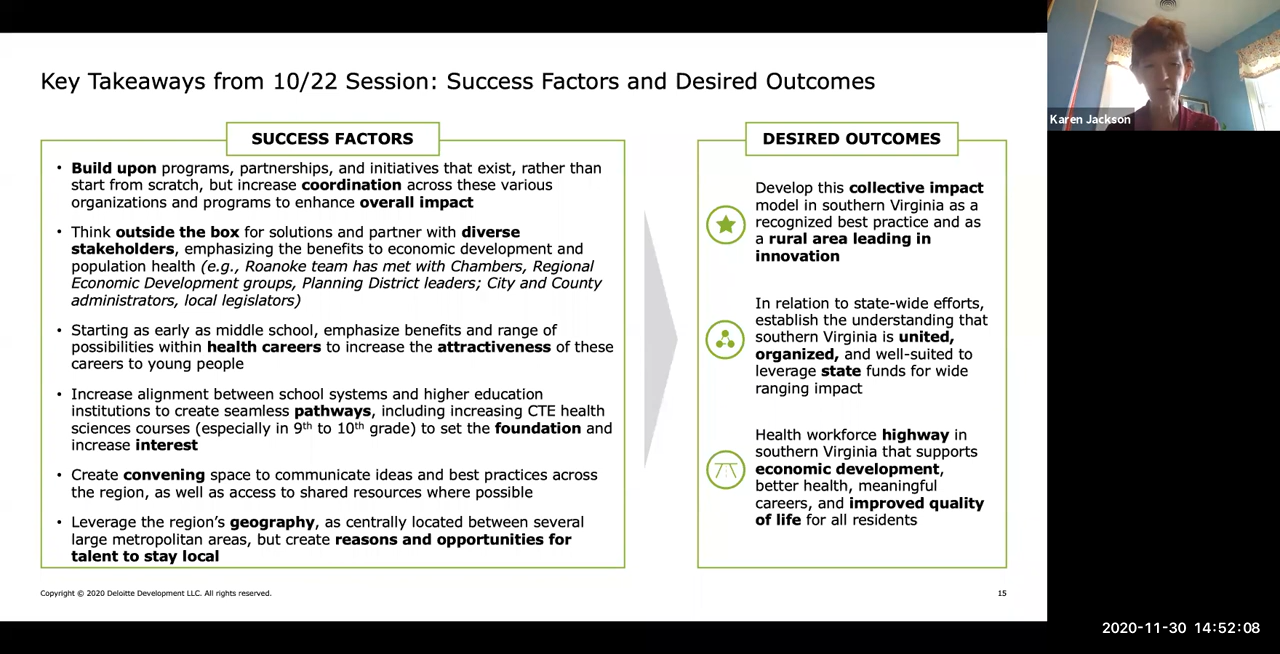 Key Takeaways from 10/22 Session: Success Factors and Desired Outcomes
SUCCESS FACTORS
• Build upon programs, partnerships, and initiatives that exist, rather than
start from scratch, but increase coordination across these various
organizations and programs to enhance overall impact
• Think outside the box for solutions and partner with diverse
stakeholders, emphasizing the benefits to economic development and
population health (e.g., Roanoke team has met with Chambers, Regional
Economic Development groups, Planning District leaders; City and County
administrators, local legislators)
• Starting as early as middle school, emphasize benefits and range of
possibilities within health careers to increase the attractiveness of these
careers to young people
• Increase alignment between school systems and higher education
institutions to create seamless pathways, including increasing CTE health
sciences courses (especially in 9th to 10th grade) to set the foundation and
increase interest
• Create convening space to communicate ideas and best practices across
the region, as well as access to shared resources where possible
• Leverage the region's geography, as centrally located between several
large metropolitan areas, but create reasons and opportunities for
talent to stay local
DESIRED OUTCOMES
Develop this collective impact
model in southern Virginia as a
recognized best practice and as
a rural area leading in
innovation
In relation to state-wide efforts,
establish the understanding that
southern Virginia is united,
organized, and well-suited to
leverage state funds for wide
ranging impact
Health workforce highway in
southern Virginia that supports
economic development,
better health, meaningful
careers, and improved quality
of life for all residents
Copyright © 2020 Deloitte Development LLC. All rights reserved.
15
Karen Jackson
2020-11-30 14:52:08